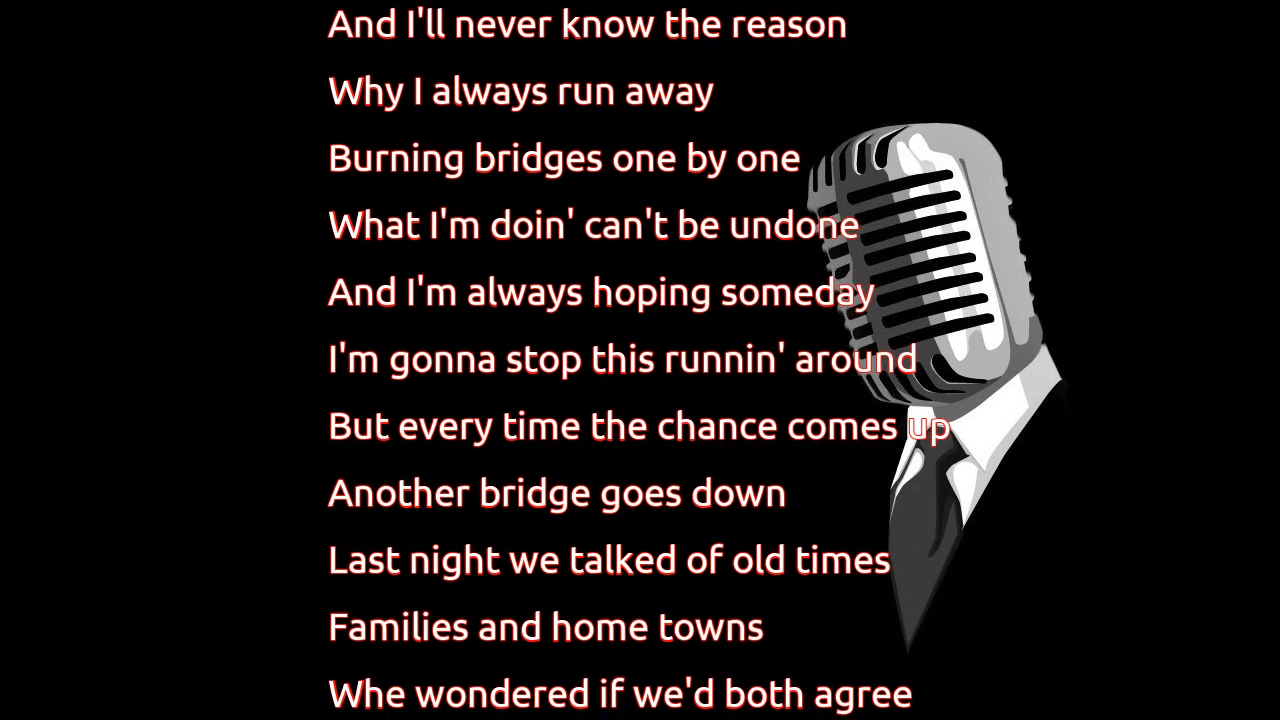 And I'll never know the reason
Why I always run away
Burning bridges one by one
What I'm doin' can't be undone
And I'm always hoping someday
I'm gonna stop this runnin' around
But every time the chance comes up
Another bridge goes down
Last night we talked of old times
Families and home towns
Whe wondered if we'd both agree